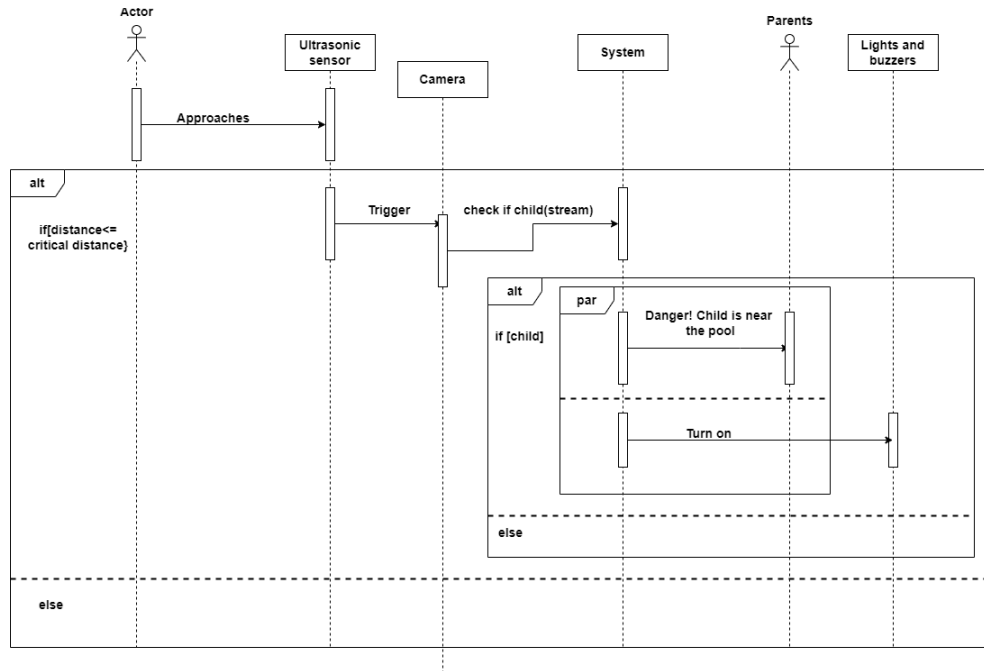 Actor
Parents
Ultrasonic
sensor
Camera
System
Lights and
buzzers
Approaches
alt
if[distance<=
critical distance}
Trigger
check if child(stream)
alt
par
if [child]
Danger! Child is near
the pool
Turn on
else
else